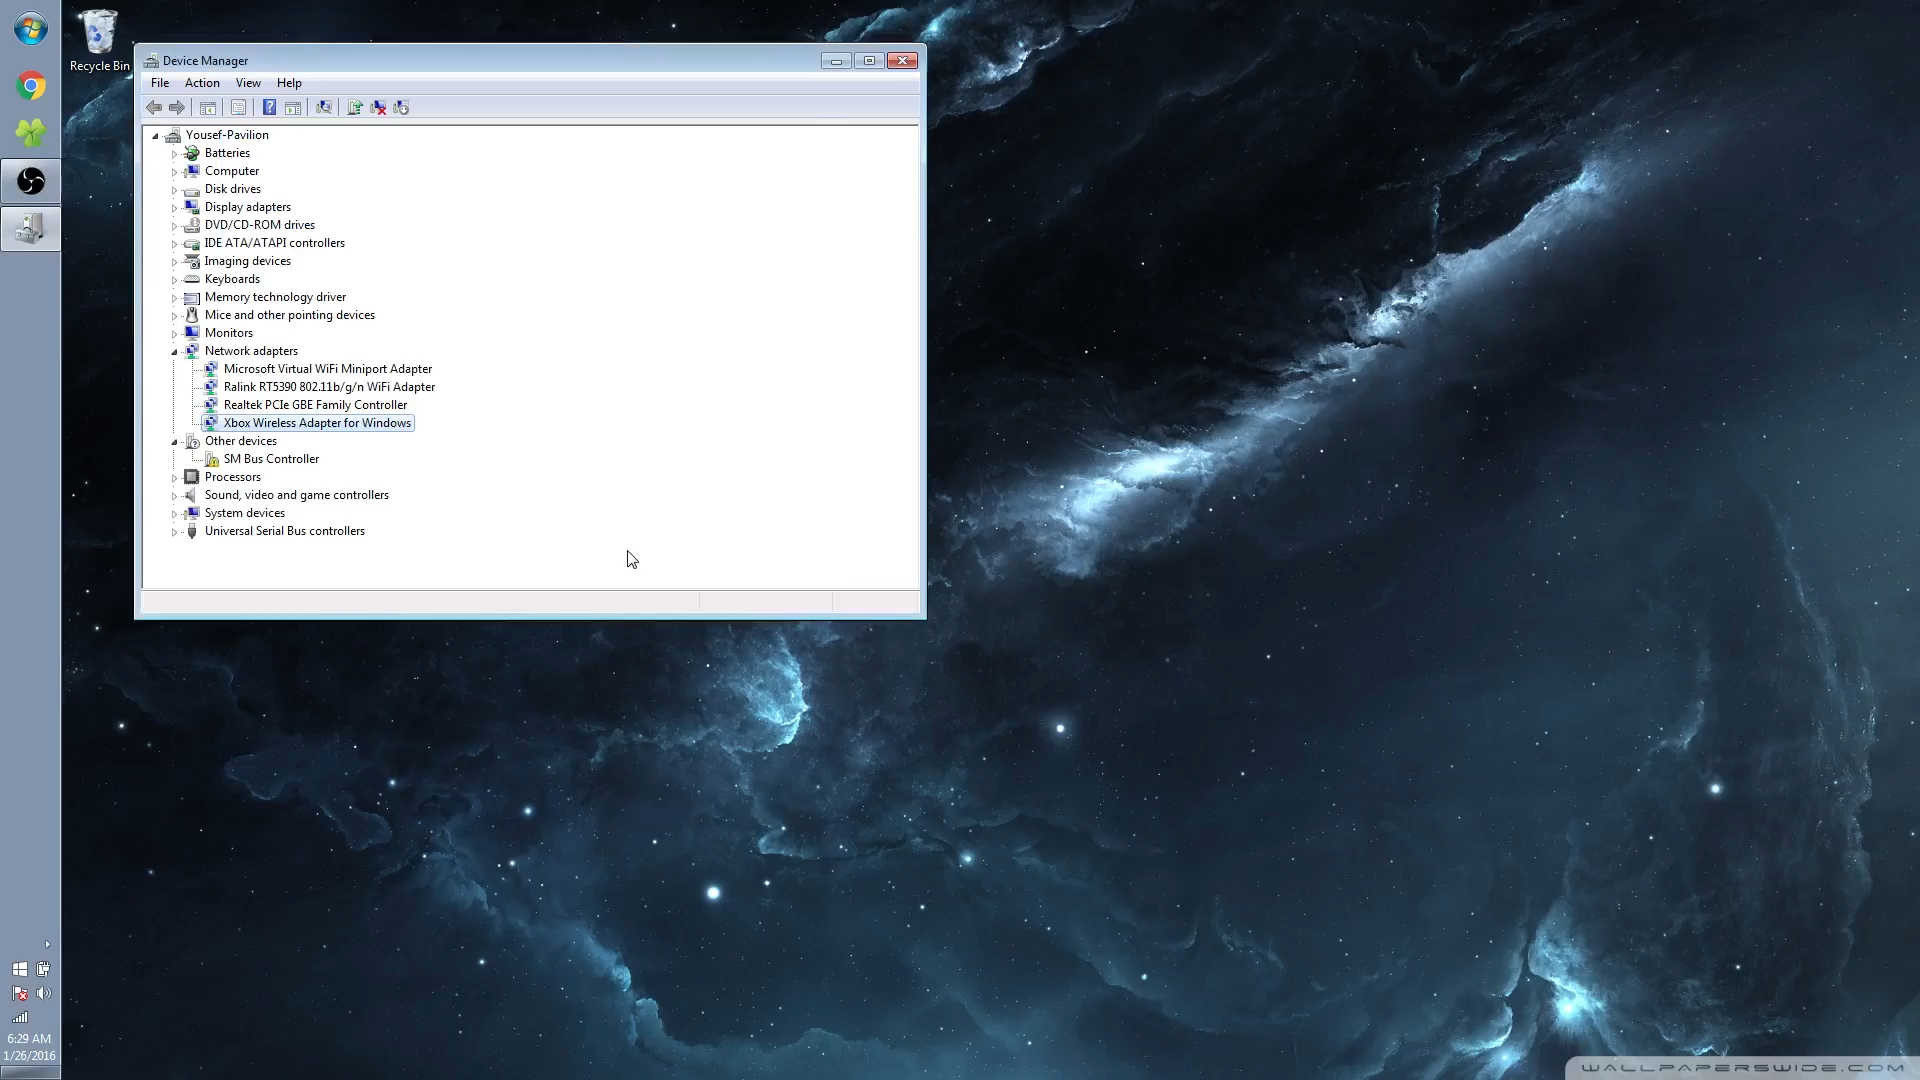 Recycle Bin
Device Manager
File Action View Help
Yousef-Pavilion
Batteries
Computer
Disk drives
Display adapters
DVD/CD-ROM drives
IDE ATA/ATAPI controllers
Imaging devices
Keyboards
Memory technology driver
Mice and other pointing devices
Monitors
Network adapters
Microsoft Virtual WiFi Miniport Adapter
Ralink RT5390 802.11b/g/n WiFi Adapter
Realtek PCIe GBE Family Controller
Xbox Wireless Adapter for Windows
Other devices
SM Bus Controller
Processors
Sound, video and game controllers
System devices
Universal Serial Bus controllers
6:29 AM
1/26/2016
WALLPAPERSWIDE.COM